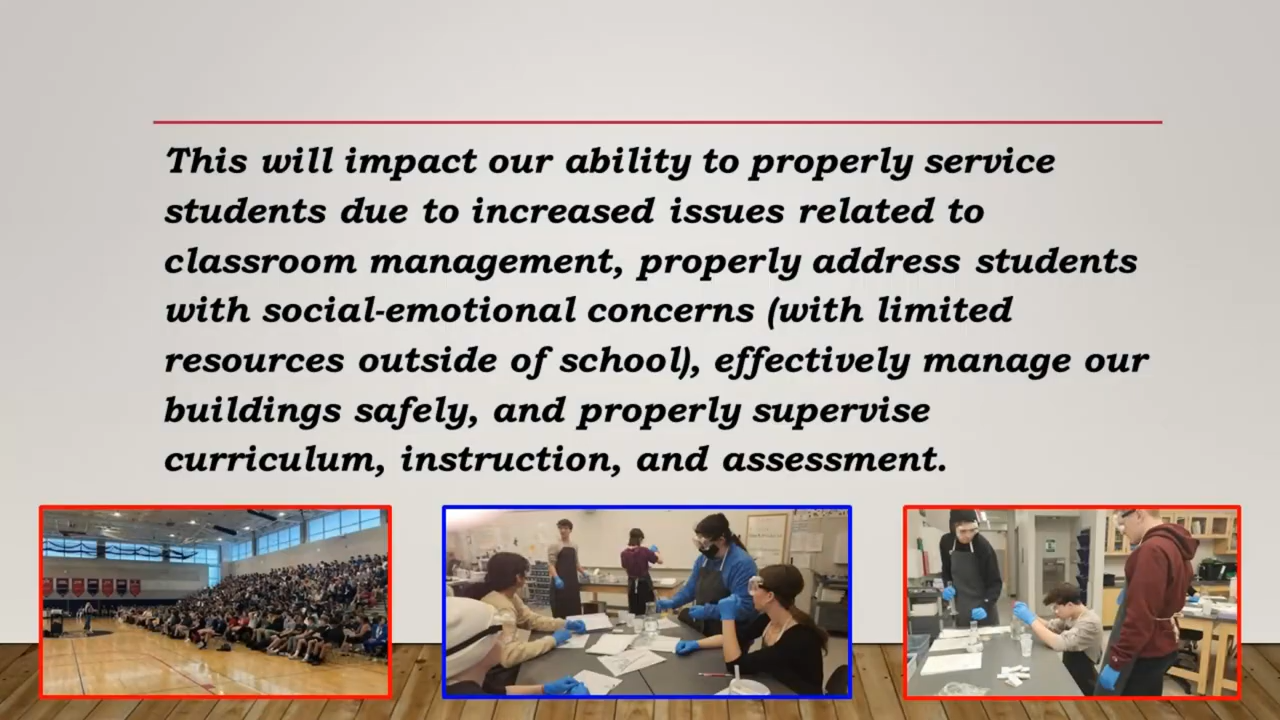 This will impact our ability to properly service
students due to increased issues related to
classroom management, properly address students
with social-emotional concerns (with limited
resources outside of school), effectively manage our
buildings safely, and properly supervise
curriculum, instruction, and assessment.